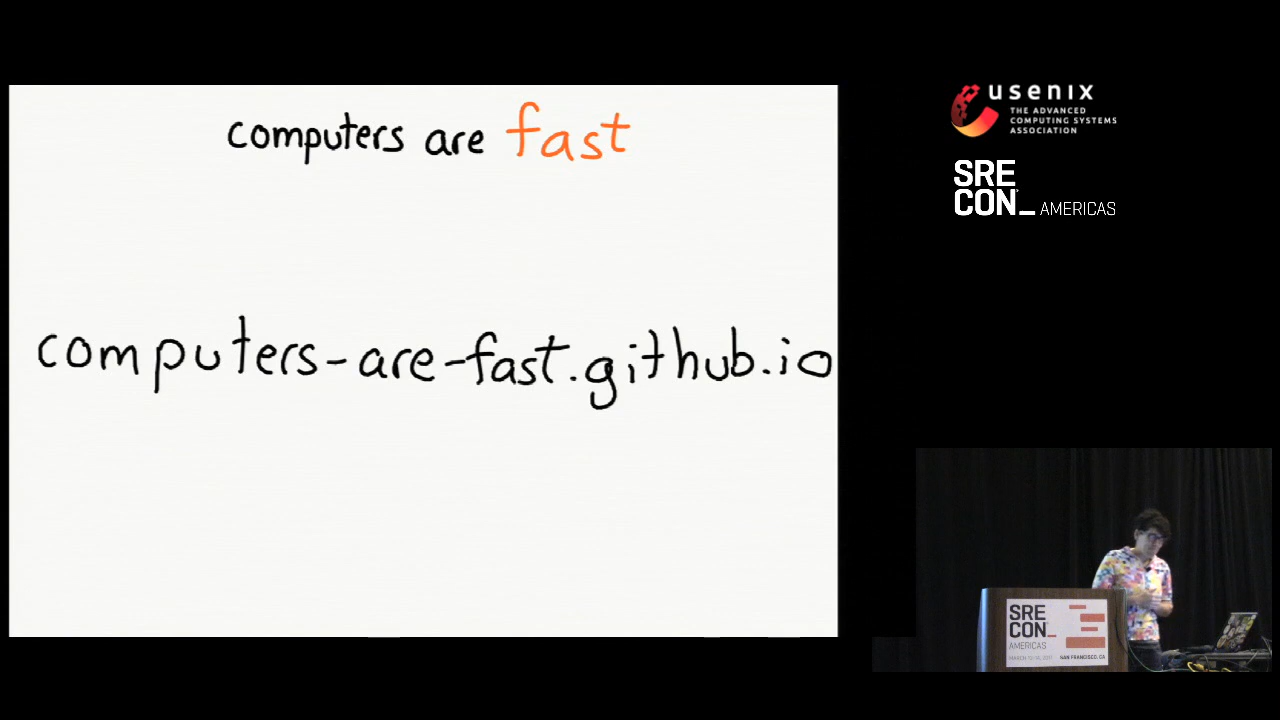 computers are fast
computers-are-fast.github.io
usenix
THE ADVANCED
COMPUTING SYSTEMS
ASSOCIATION
SRE
CON_ AMERICAS
SRE
CON_
AMERICAS
SAN FRANCISCO, CA